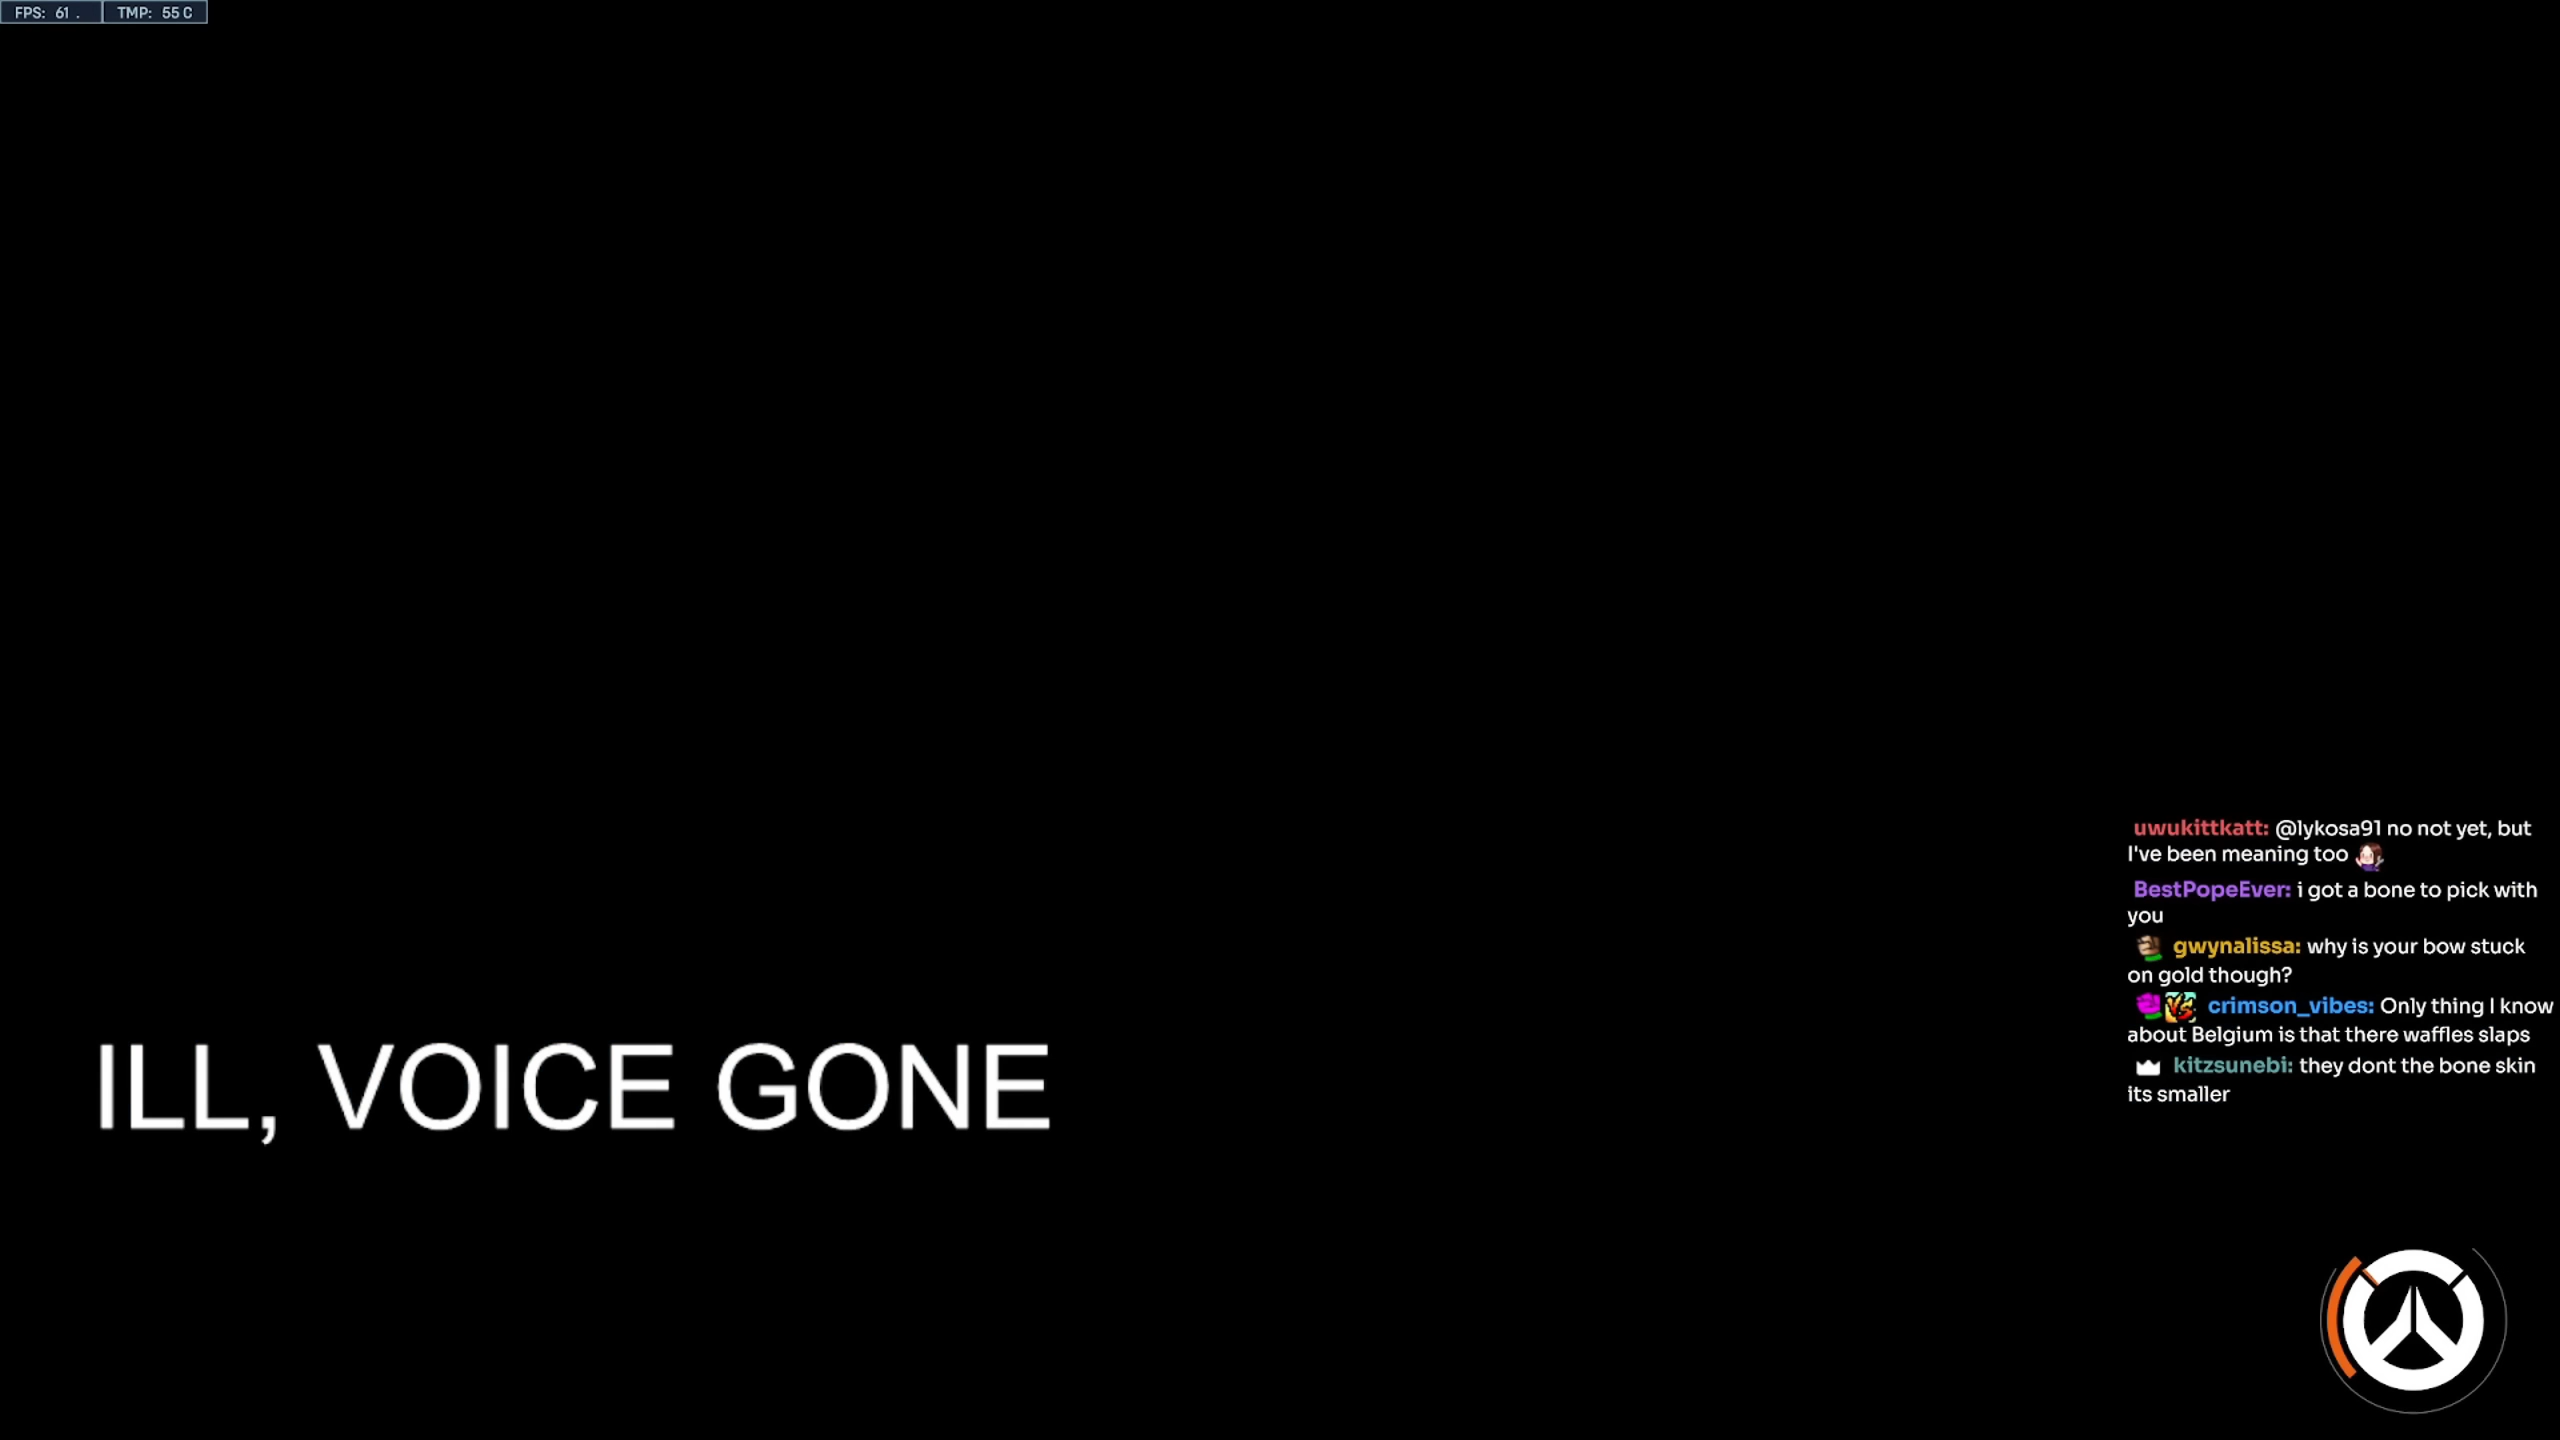 FPS: 61 . TMP: 55 C
uwukittkatt: @lykosa91 no not yet, but
I've been meaning too
BestPopeEver: i got a bone to pick with
you
gwynalissa: why is your bow stuck
on gold though?
crimson_vibes: Only thing I know
about Belgium is that there waffles slaps
kitzsunebi: they dont the bone skin
its smaller
ILL, VOICE GONE